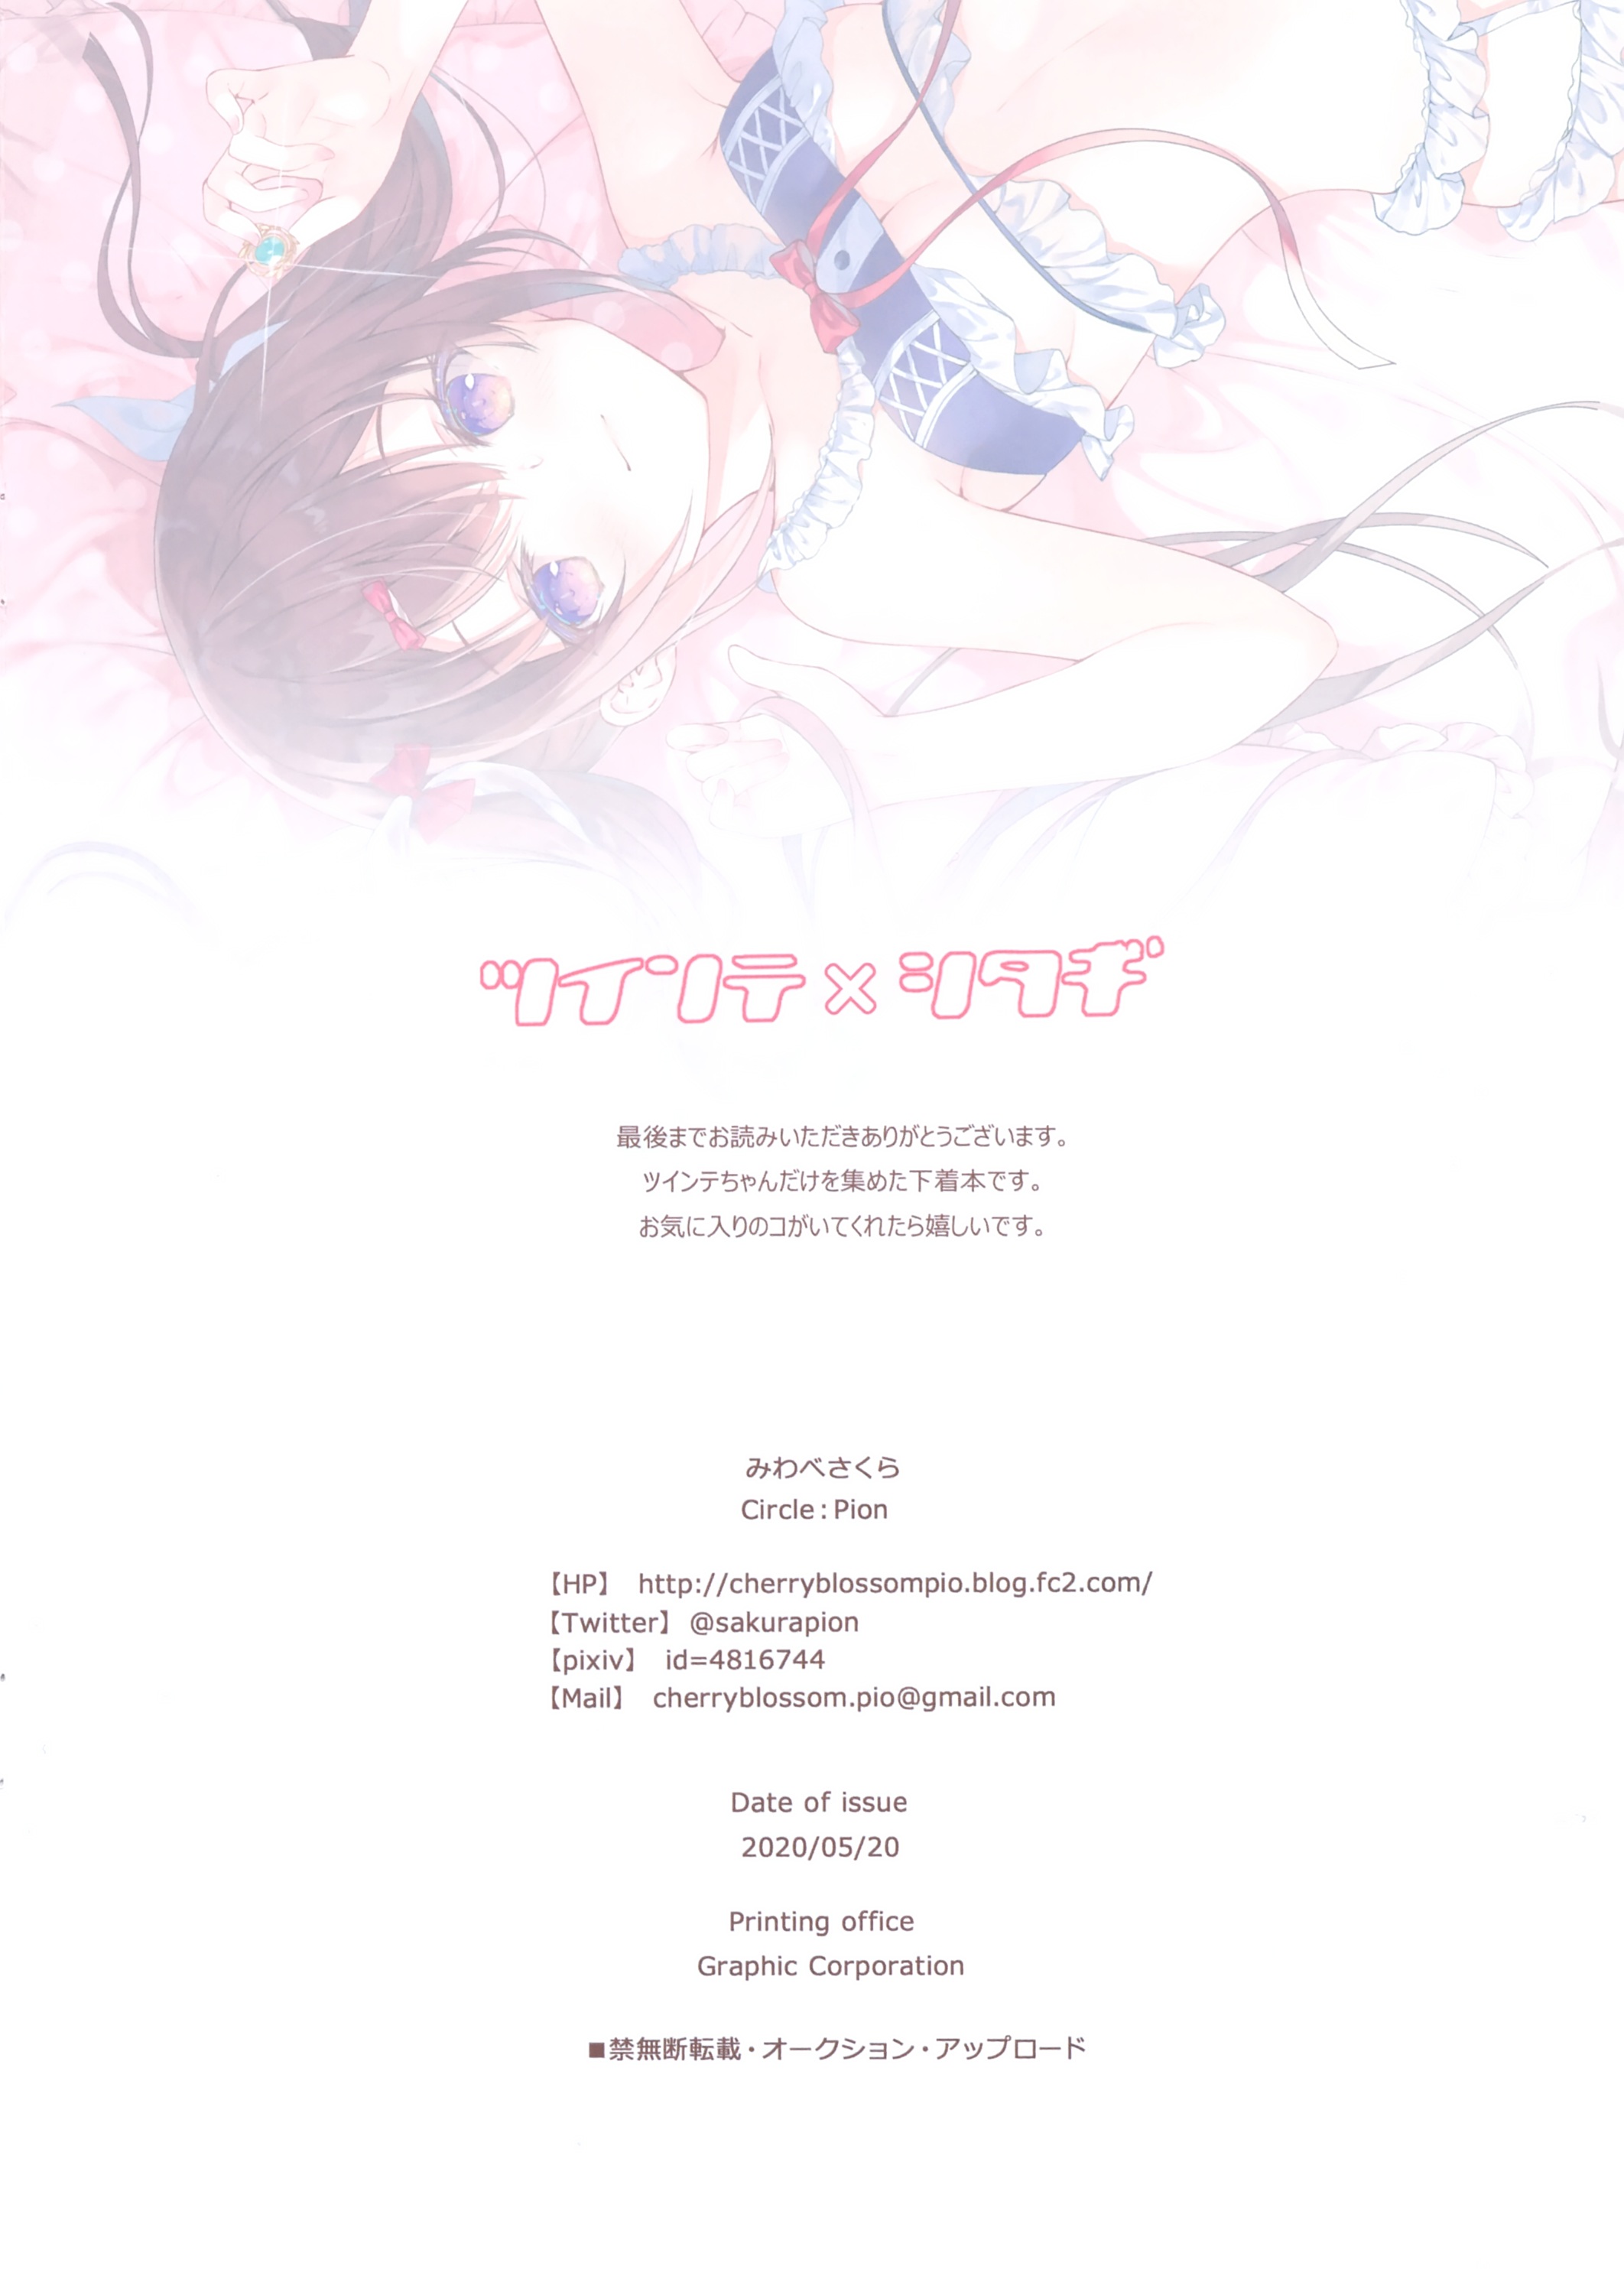 ツインテ×シタギ
最後までお読みいただきありがとうございます。
ツインテちゃんだけを集めた下着本です。
お気に入りのコがいてくれたら嬉しいです。
みわべさくら
Circle : Pion
【HP】 http://cherryblossompio.blog.fc2.com/
【Twitter】 @sakurapion
【pixiv】 id=4816744
【Mail】 cherryblossom.pio@gmail.com
Date of issue
2020/05/20
Printing office
Graphic Corporation
■禁無断転載・オークション・アップロード